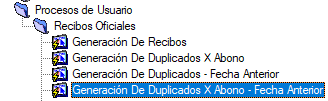 Procesos de Usuario
Recibos Oficiales
Generación De Recibos
Generación De Duplicados X Abono
Generación De Duplicados - Fecha Anterior
Generación De Duplicados X Abono - Fecha Anterior